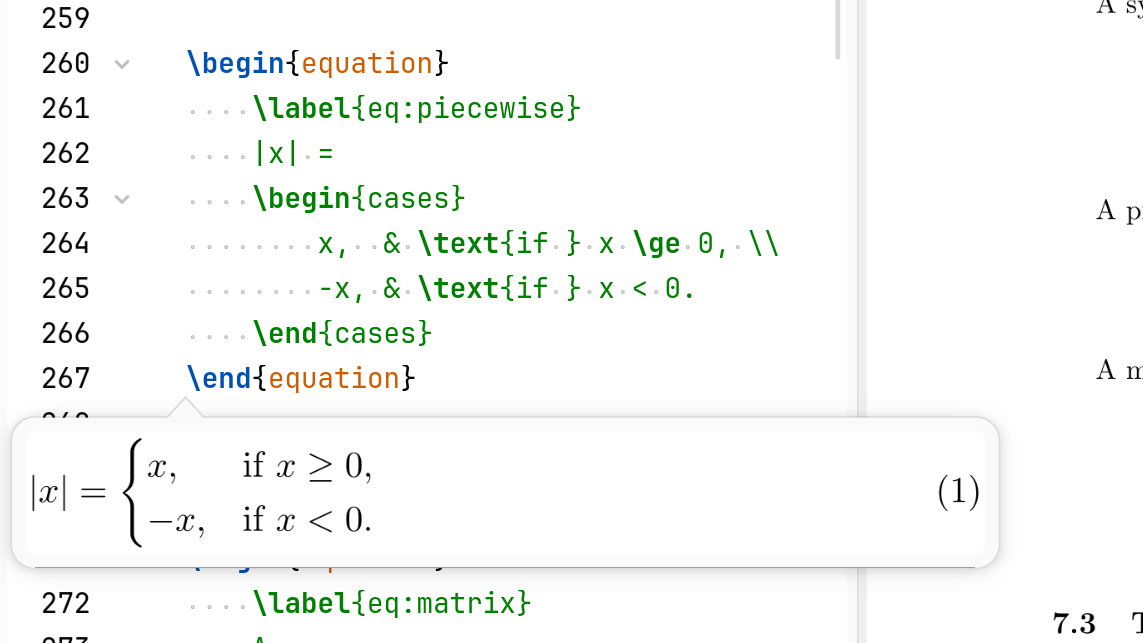 259
260 \begin{equation}
261 \label{eq:piecewise}
262 |x| =
263 \begin{cases}
264 x, & \text{if } x \ge 0, \\
265 -x, & \text{if } x < 0.
266 \end{cases}
267 \end{equation}
|x| = { x, if x ≥ 0,
-x, if x < 0. (1)
272 \label{eq:matrix}
A
A
A
7.3